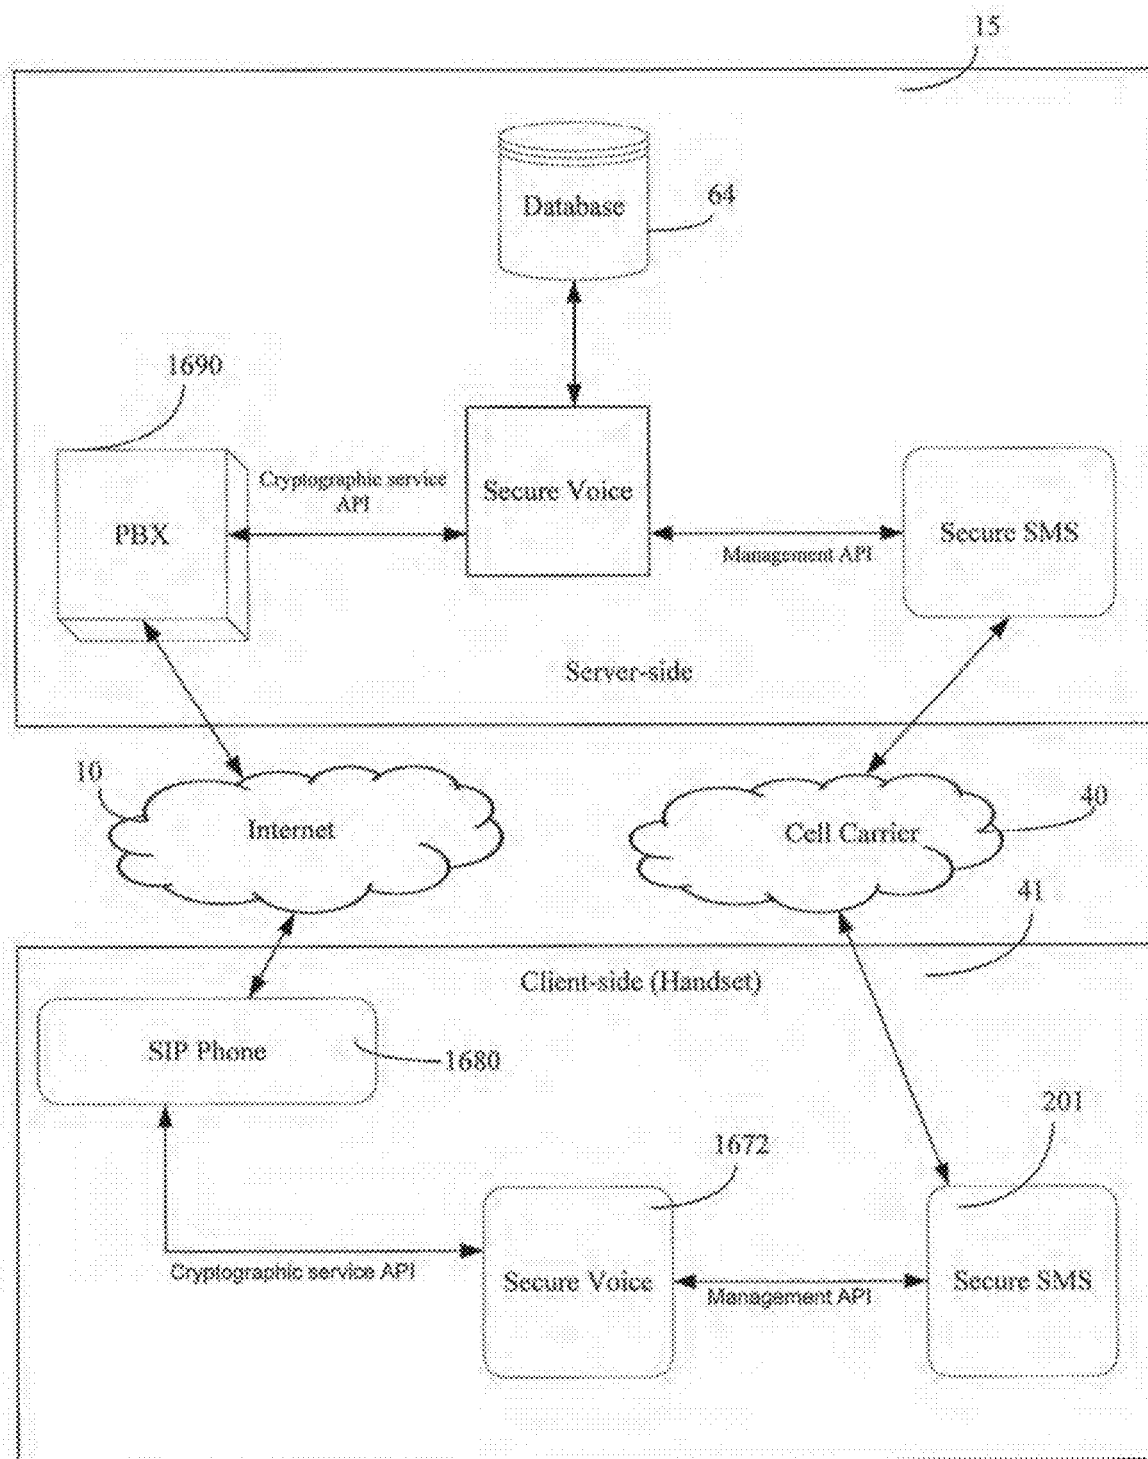 15
Database
64
1690
Cryptographic service
API
PBX
Secure Voice
Management API
Secure SMS
Server-side
10
Internet
Cell Carrier
40
41
Client-side (Handset)
SIP Phone
1680
201
1672
Cryptographic service API
Secure Voice
Management API
Secure SMS